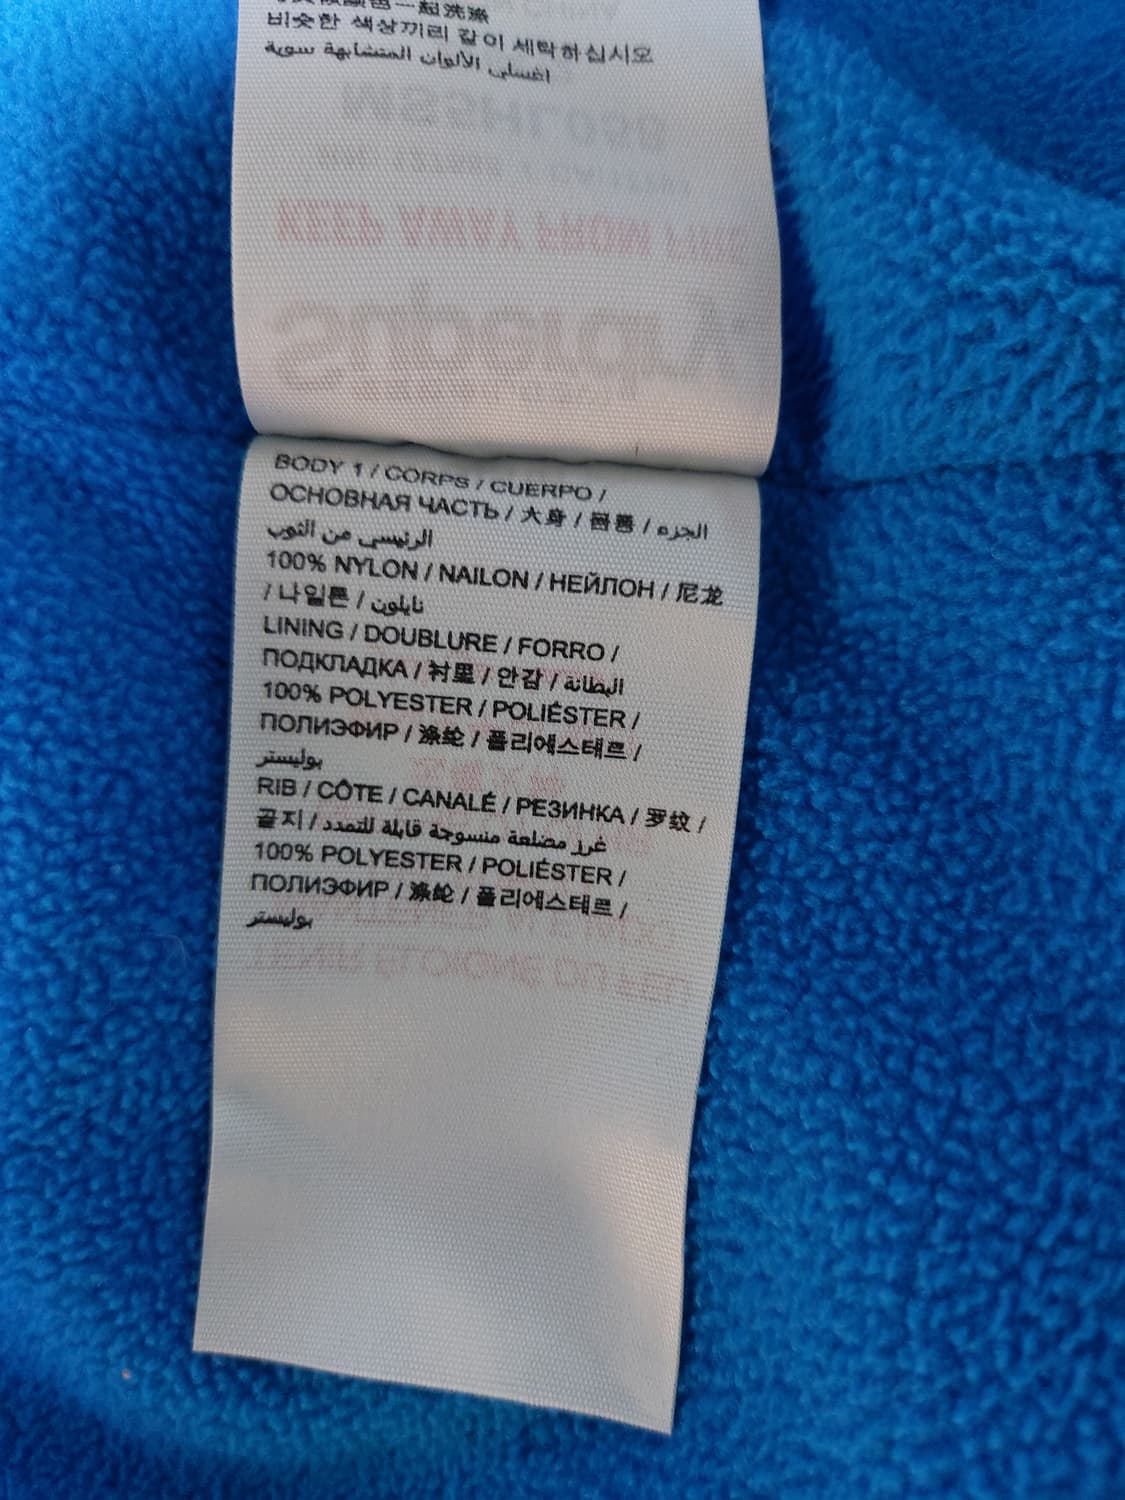 비슷한 색상끼리 같이 세탁하십시오
اغسلي الألوان المتشابهة سوية
BODY 1 / CORPS / CUERPO /
ОСНОВНАЯ ЧАСТЬ / 大身 / 몸통 / الجزء
الرئيسي من الثوب
100% NYLON / NAILON / НЕЙЛОН / 尼龙
/ 나일론 / نايلون
LINING / DOUBLURE / FORRO /
ПОДКЛАДКА / 衬里 / 안감 / البطانة
100% POLYESTER / POLIÉSTER /
ПОЛИЭФИР / 涤纶 / 폴리에스테르 /
بوليستر
RIB / CÔTE / CANALÉ / РЕЗИНКА / 罗纹 /
골지 / غرز مضلعة منسوجة قابلة للتمدد
100% POLYESTER / POLIÉSTER /
ПОЛИЭФИР / 涤纶 / 폴리에스테르 /
بوليستر